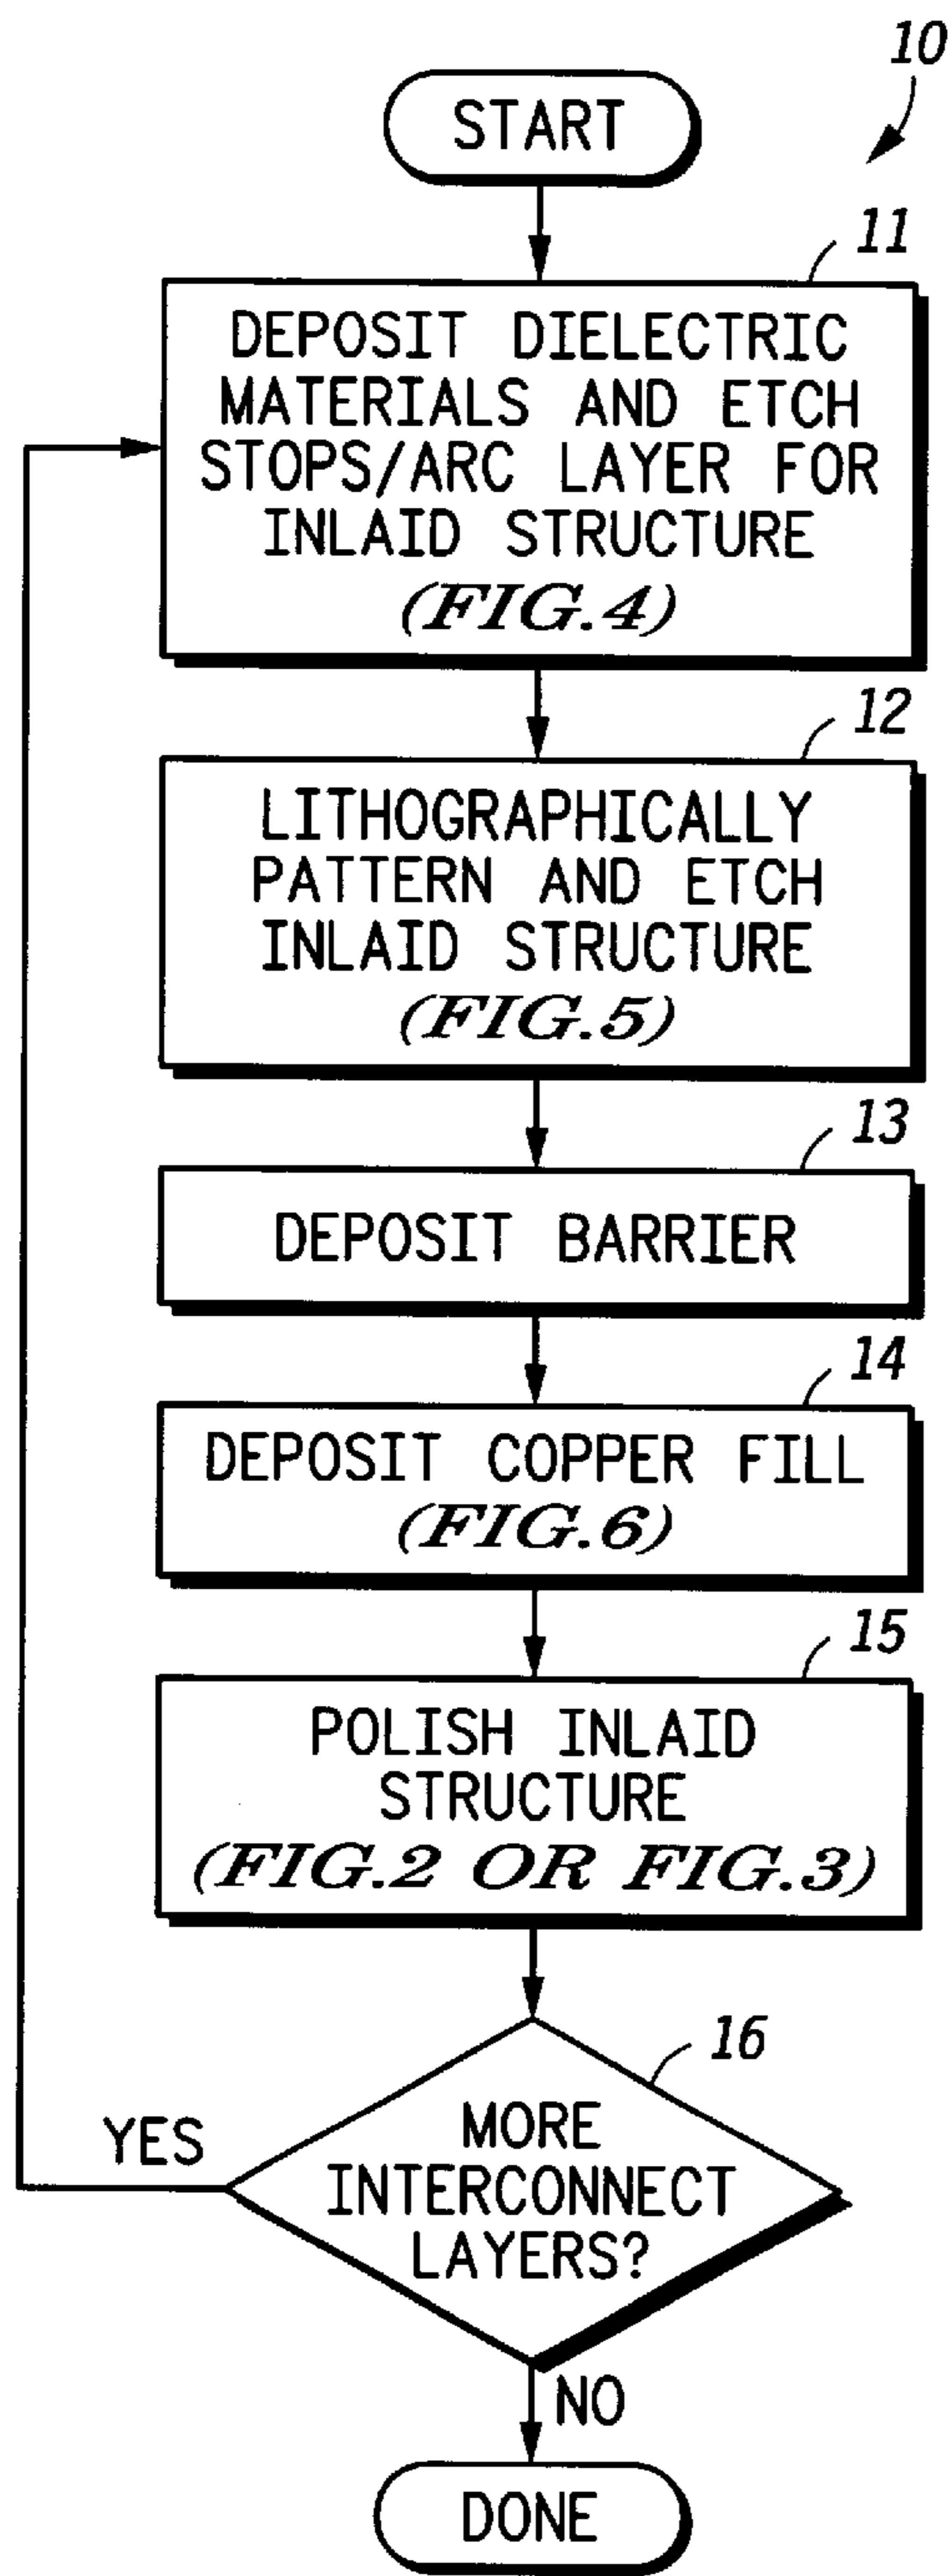 10
START
11
DEPOSIT DIELECTRIC
MATERIALS AND ETCH
STOPS/ARC LAYER FOR
INLAID STRUCTURE
(FIG.4)
12
LITHOGRAPHICALLY
PATTERN AND ETCH
INLAID STRUCTURE
(FIG.5)
13
DEPOSIT BARRIER
14
DEPOSIT COPPER FILL
(FIG.6)
15
POLISH INLAID
STRUCTURE
(FIG.2 OR FIG.3)
16
MORE
INTERCONNECT
LAYERS?
YES
NO
DONE